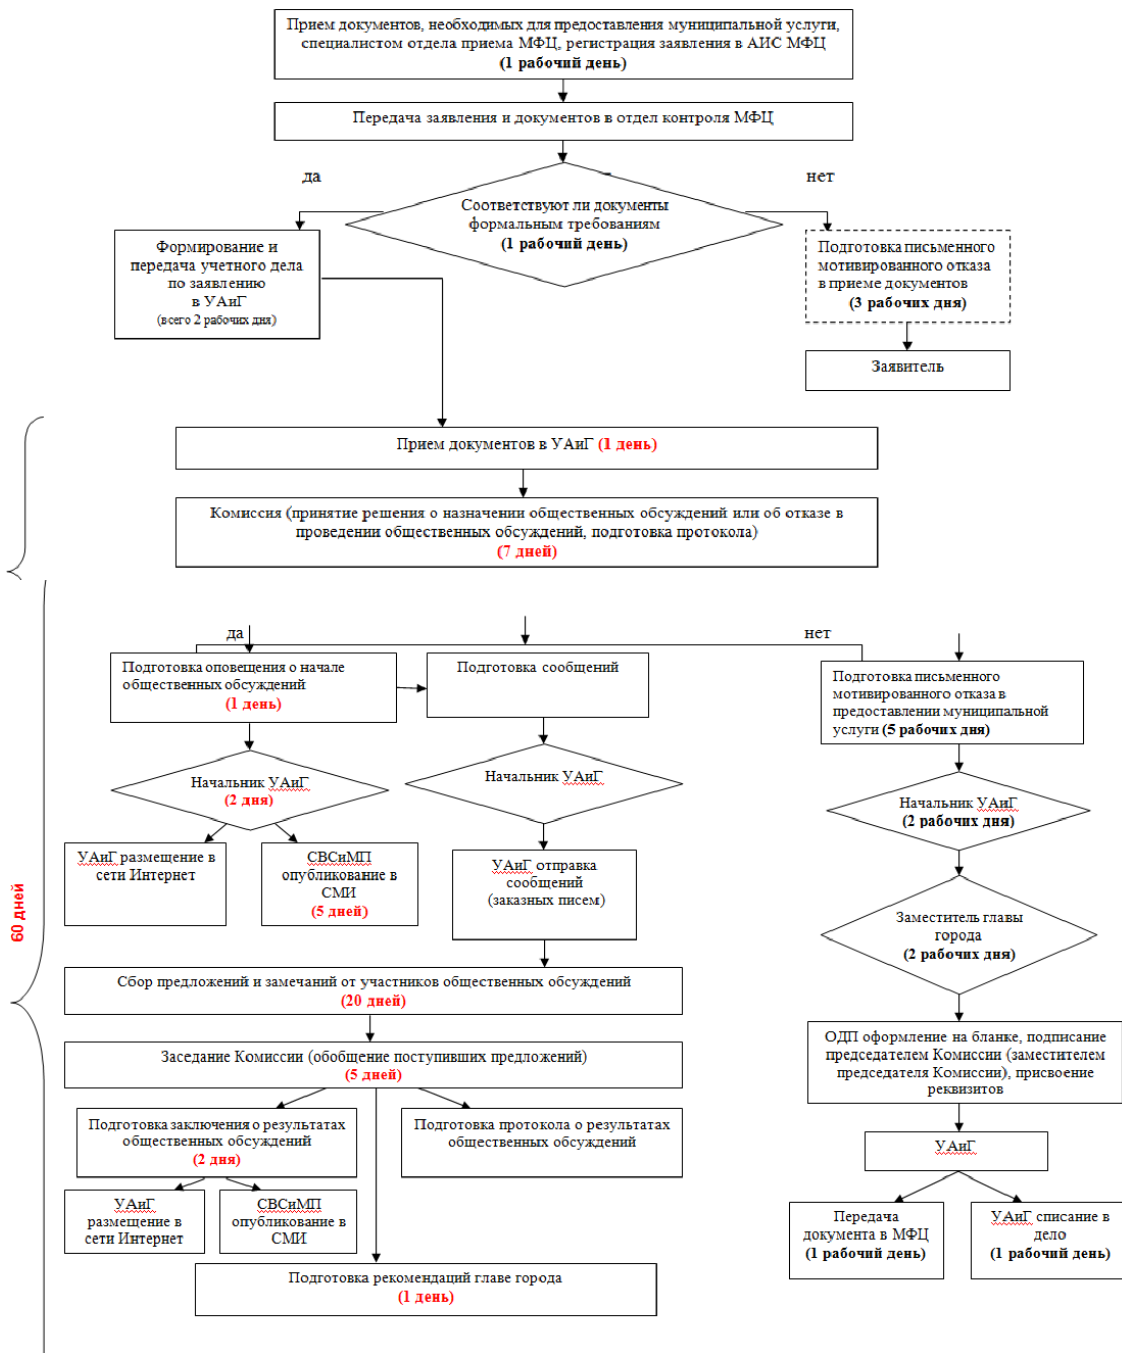 Прием документов, необходимых для предоставления муниципальной услуги,
специалистом отдела приема МФЦ, регистрация заявления в АИС МФЦ
(1 рабочий день)
Передача заявления и документов в отдел контроля МФЦ
да
нет
Соответствуют ли документы
формальным требованиям
(1 рабочий день)
Формирование и
передача учетного дела
по заявлению
в УАиГ
(всего 2 рабочих дня)
Подготовка письменного
мотивированного отказа
в приеме документов
(3 рабочих дня)
Заявитель
Прием документов в УАиГ (1 день)
Комиссия (принятие решения о назначении общественных обсуждений или об отказе в
проведении общественных обсуждений, подготовка протокола)
(7 дней)
60 дней
да
нет
Подготовка оповещения о начале
общественных обсуждений
(1 день)
Подготовка сообщений
Подготовка письменного
мотивированного отказа в
предоставлении муниципальной
услуги (5 рабочих дня)
Начальник УАиГ
(2 дня)
Начальник УАиГ
Начальник УАиГ
(2 рабочих дня)
УАиГ размещение в
сети Интернет
СВСиМП
опубликование в
СМИ
(5 дней)
УАиГ отправка
сообщений
(заказных писем)
Заместитель главы
города
(2 рабочих дня)
Сбор предложений и замечаний от участников общественных обсуждений
(20 дней)
Заседание Комиссии (обобщение поступивших предложений)
(5 дней)
ОДП оформление на бланке, подписание
председателем Комиссии (заместителем
председателя Комиссии), присвоение
реквизитов
Подготовка заключения о результатах
общественных обсуждений
(2 дня)
Подготовка протокола о результатах
общественных обсуждений
УАиГ
УАиГ
размещение в
сети Интернет
СВСиМП
опубликование в
СМИ
Передача
документа в МФЦ
(1 рабочий день)
УАиГ списание в
дело
(1 рабочий день)
Подготовка рекомендаций главе города
(1 день)